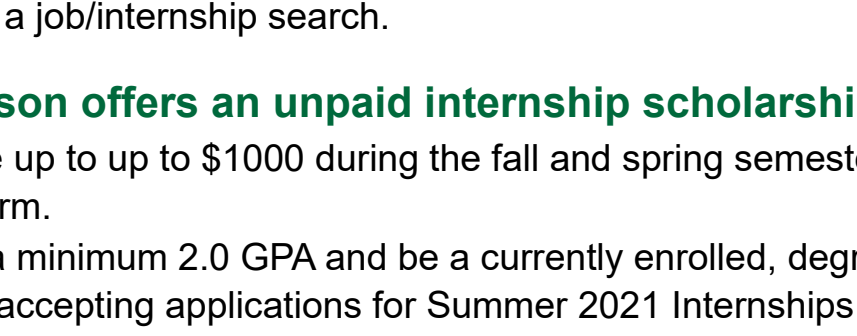 a job/internship search.
son offers an unpaid internship scholarshi
up to up to $1000 during the fall and spring semest
rm.
a minimum 2.0 GPA and be a currently enrolled, degr
accepting applications for Summer 2021 Internships